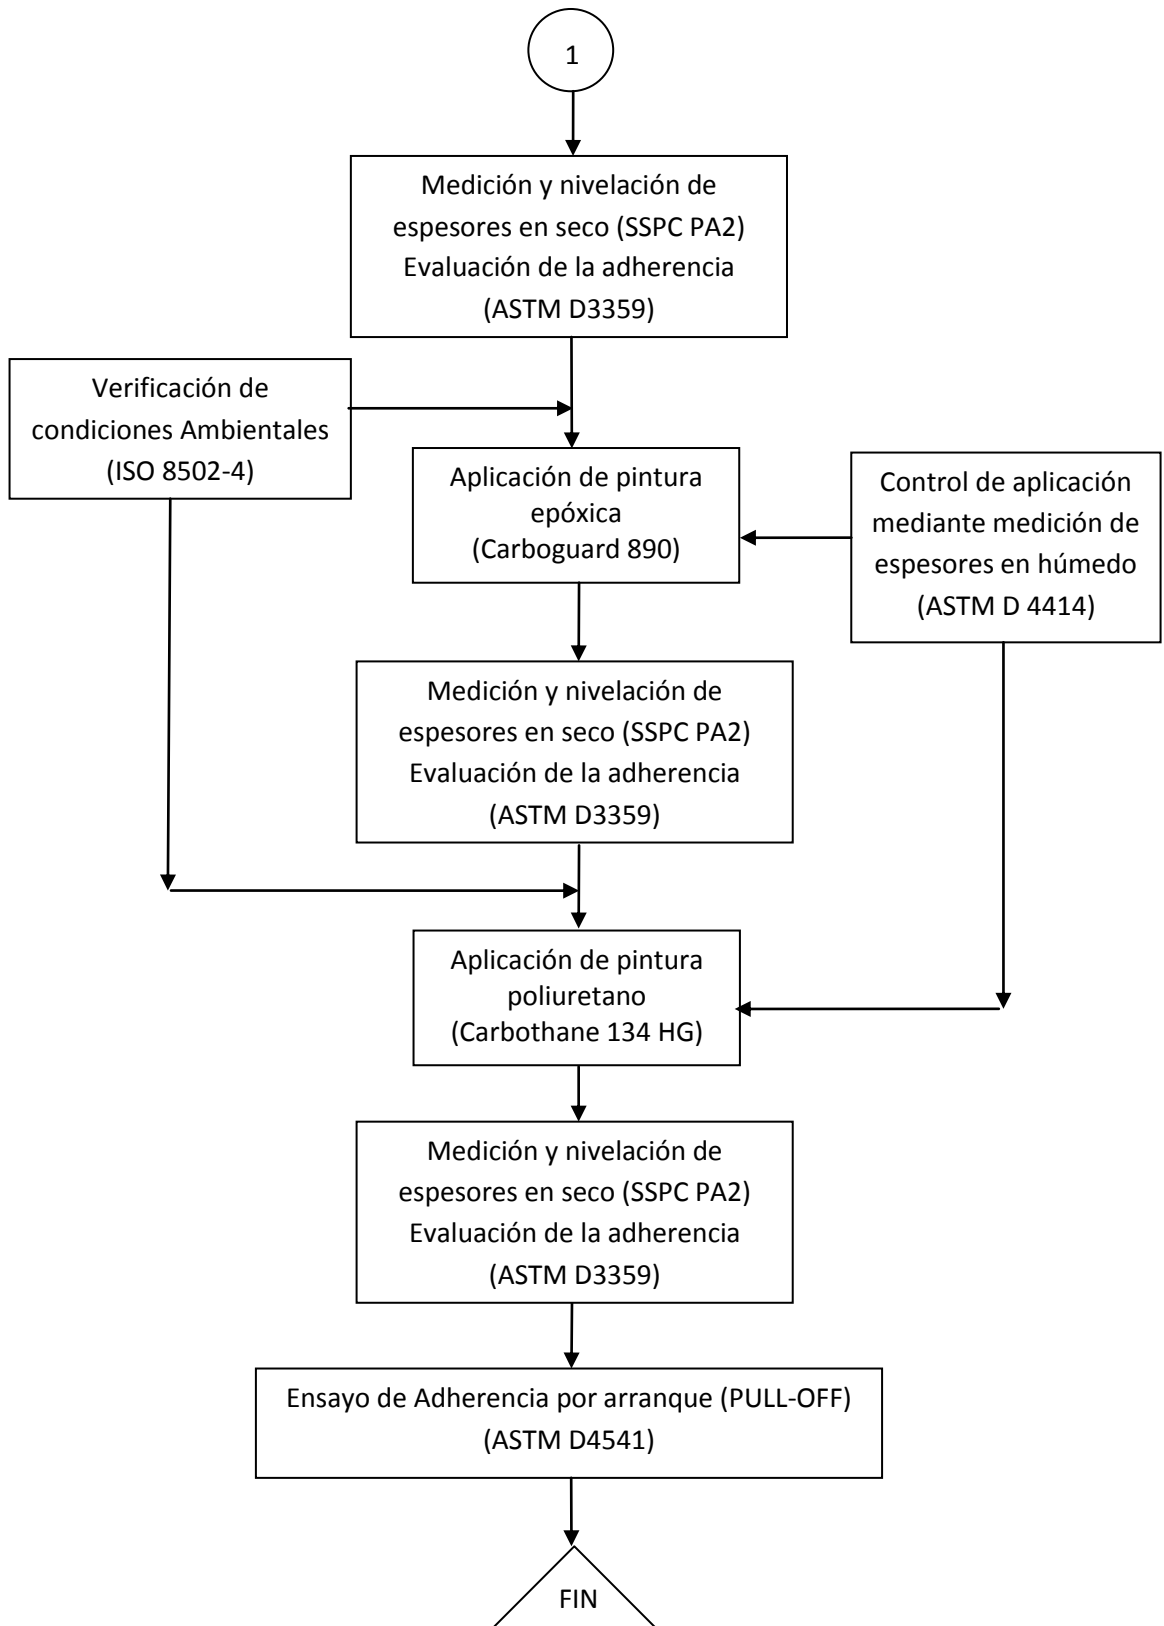 1
Medición y nivelación de
espesores en seco (SSPC PA2)
Evaluación de la adherencia
(ASTM D3359)
Verificación de
condiciones Ambientales
(ISO 8502-4)
Aplicación de pintura
epóxica
(Carboguard 890)
Control de aplicación
mediante medición de
espesores en húmedo
(ASTM D 4414)
Medición y nivelación de
espesores en seco (SSPC PA2)
Evaluación de la adherencia
(ASTM D3359)
Aplicación de pintura
poliuretano
(Carbothane 134 HG)
Medición y nivelación de
espesores en seco (SSPC PA2)
Evaluación de la adherencia
(ASTM D3359)
Ensayo de Adherencia por arranque (PULL-OFF)
(ASTM D4541)
FIN